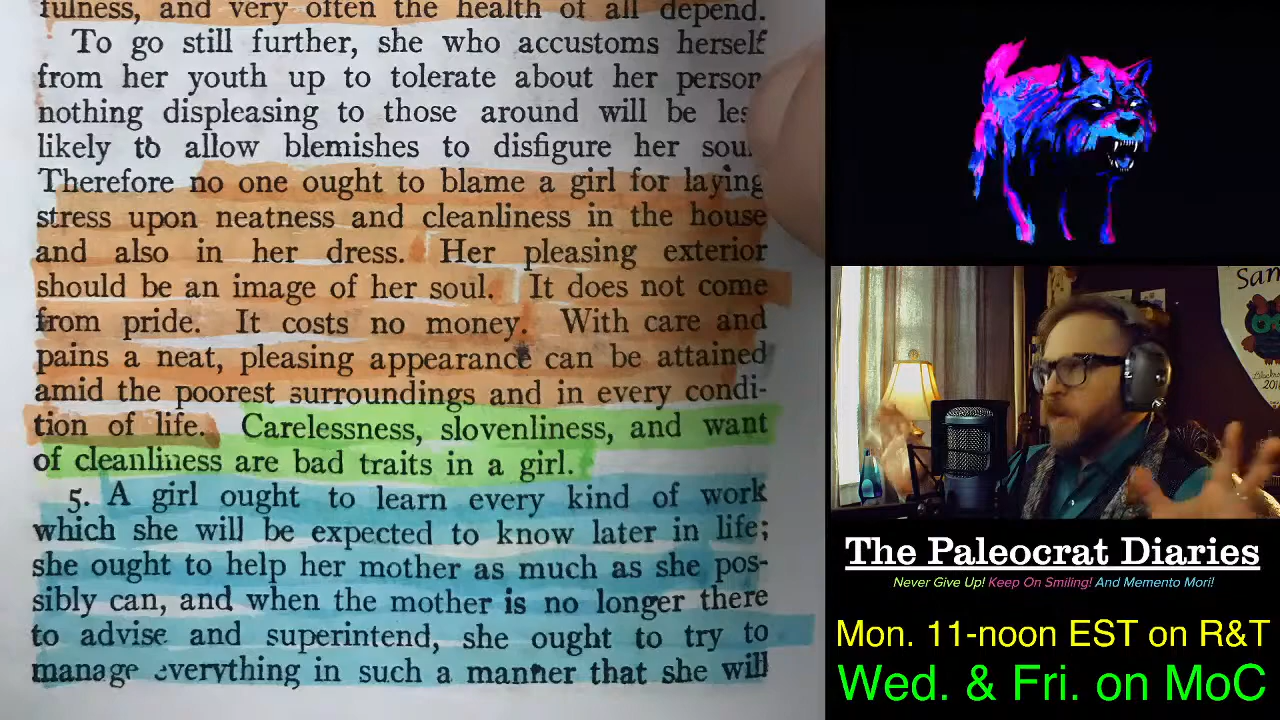 fulness, and very often the health of all depend.
To go still further, she who accustoms herself
from her youth up to tolerate about her person
nothing displeasing to those around will be les
likely to allow blemishes to disfigure her soul.
Therefore no one ought to blame a girl for laying
stress upon neatness and cleanliness in the house
and also in her dress. Her pleasing exterior
should be an image of her soul. It does not come
from pride. It costs no money. With care and
pains a neat, pleasing appearance can be attained
amid the poorest surroundings and in every condi-
tion of life. Carelessness, slovenliness, and want
of cleanliness are bad traits in a girl.
5. A girl ought to learn every kind of work
which she will be expected to know later in life;
she ought to help her mother as much as she pos-
sibly can, and when the mother is no longer there
to advise and superintend, she ought to try to
manage everything in such a manner that she will
Sam
201
The Paleocrat Diaries
Never Give Up! Keep On Smiling! And Memento Mori!
Mon. 11-noon EST on R&T
Wed. & Fri. on MoC